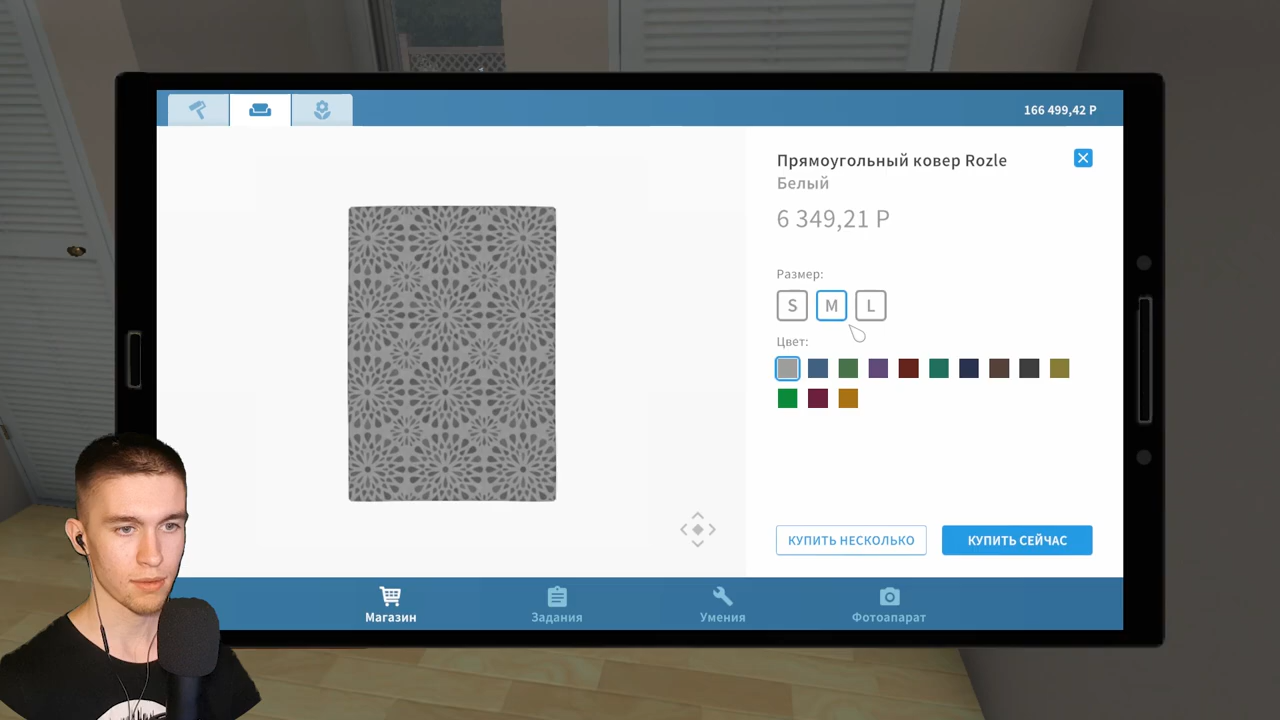 166 499,42 Р
Прямоугольный ковер Rozle
Белый
6 349,21 Р
Размер:
S M L
Цвет:
КУПИТЬ НЕСКОЛЬКО КУПИТЬ СЕЙЧАС
Магазин Задания Умения Фотоапарат